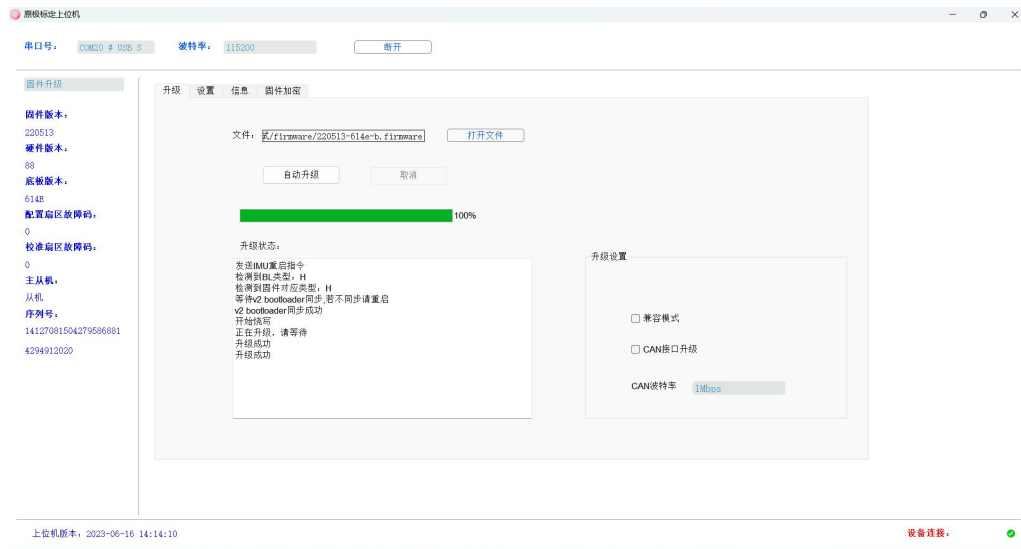 原极标定上位机
串口号： COM20 # USB S 波特率： 115200 断开
固件升级
升级 设置 信息 固件加密
固件版本：
220513
硬件版本：
88
底板版本：
614E
配置扇区故障码：
0
校准扇区故障码：
0
主从机：
从机
序列号：
14127081504279586881
4294912020
文件： 式/firmware/220513-614e-b.firmware 打开文件
自动升级 取消
100%
升级状态：
发送IMU重启指令
检测到BL类型：H
检测到固件对应类型：H
等待v2 bootloader同步,若不同步请重启
v2 bootloader同步成功
开始烧写
正在升级，请等待
升级成功
升级成功
升级设置
兼容模式
CAN接口升级
CAN波特率 1Mbps
上位机版本：2023-06-16 14:14:10
设备连接：